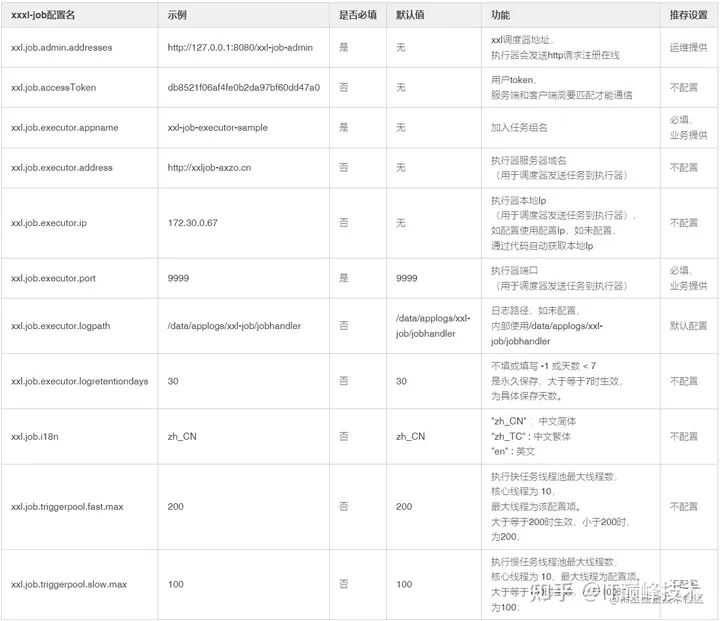 xxxl-job配置名 示例 是否必填 默认值 功能 推荐设置
xxl.job.admin.addresses http://127.0.0.1:8080/xxl-job-admin 是 无 xxl调度器地址,
执行器会发送http请求注册在线 运维提供
xxl.job.accessToken db8521f06af4fe0b2da97bf60dd47a0 否 无 用户token,
服务端和客户端需要匹配才能通信 不配置
xxl.job.executor.appname xxl-job-executor-sample 是 无 加入任务组名 必填,
业务提供
xxl.job.executor.address http://xxljob-axzo.cn 否 无 执行器服务器域名
(用于调度器发送任务到执行器) 不配置
xxl.job.executor.ip 172.30.0.67 否 无 执行器本地Ip
(用于调度器发送任务到执行器),
如配置使用配置Ip,如未配置,
通过代码自动获取本地Ip 不配置
xxl.job.executor.port 9999 是 9999 执行器端口
(用于调度器发送任务到执行器) 必填,
业务提供
xxl.job.executor.logpath /data/applogs/xxl-job/jobhandler 否 /data/applogs/xxl-
job/jobhandler 日志路径,如未配置,
内部使用/data/applogs/xxl-
job/jobhandler 默认配置
xxl.job.executor.logretentiondays 30 否 30 不填或填写 -1 或天数 < 7
是永久保存,大于等于7时生效,
为具体保存天数。 不配置
xxl.job.i18n zh_CN 否 zh_CN "zh_CN" : 中文简体
"zh_TC" : 中文繁体
"en" : 英文 不配置
xxl.job.triggerpool.fast.max 200 否 200 执行快任务线程池最大线程数,
核心线程为 10,
最大线程为该配置项。
大于等于200时生效,小于200时,
为200; 不配置
xxl.job.triggerpool.slow.max 100 否 100 执行慢任务线程池最大线程数,
核心线程为 10,最大线程为配置项。
大于等于
为100;
知乎 @IT巅峰技术